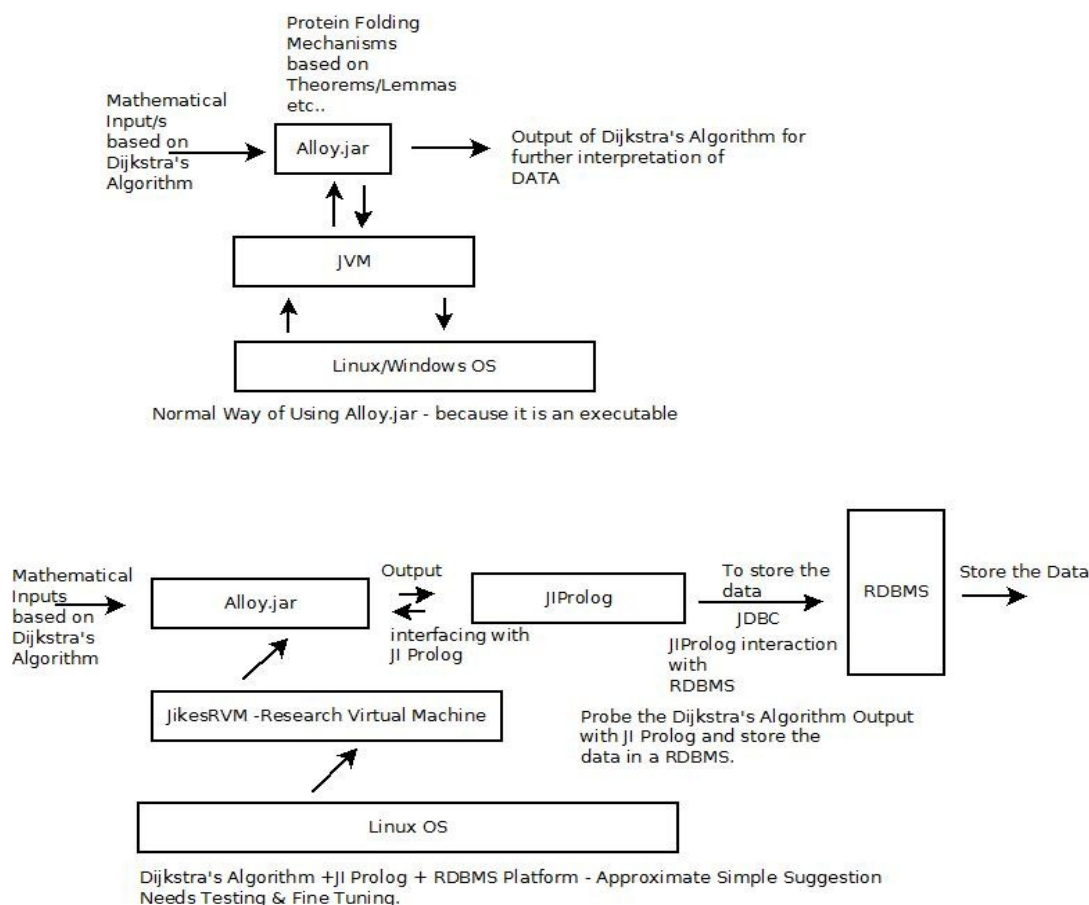 Protein Folding
Mechanisms
based on
Theorems/Lemmas
etc..
Mathematical
Input/s
based on
Dijkstra's
Algorithm
Alloy.jar
Output of Dijkstra's Algorithm for
further interpretation of
DATA
JVM
Linux/Windows OS
Normal Way of Using Alloy.jar - because it is an executable
Mathematical
Inputs
based on
Dijkstra's
Algorithm
Alloy.jar
Output
interfacing with
JI Prolog
JIProlog
To store the
data
JDBC
JIProlog interaction
with
RDBMS
RDBMS
Store the Data
JikesRVM -Research Virtual Machine
Probe the Dijkstra's Algorithm Output
with JI Prolog and store the
data in a RDBMS.
Linux OS
Dijkstra's Algorithm +JI Prolog + RDBMS Platform - Approximate Simple Suggestion
Needs Testing & Fine Tuning.